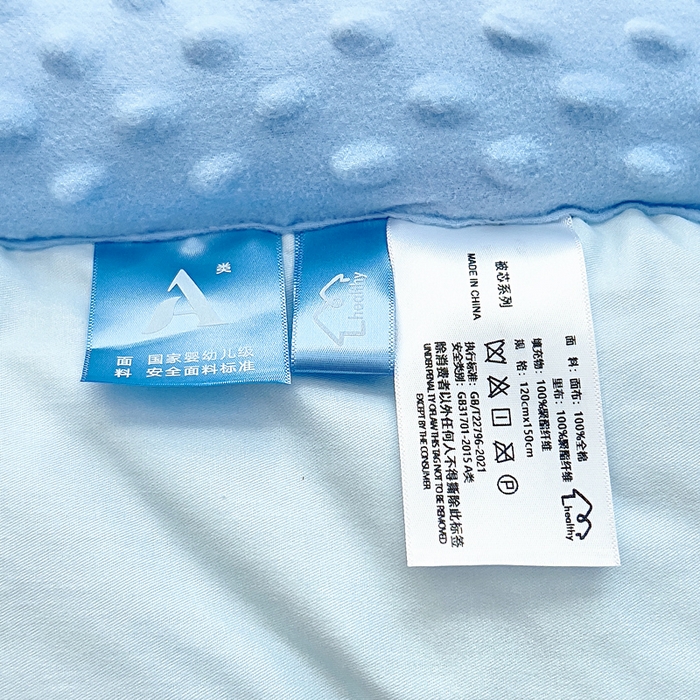 A类
面料 国家婴幼儿级
安全面料标准
healthy
healthy
面 料：面布：100%全棉
里布：100%聚酯纤维
填充物：100%聚酯纤维
规 格：120cmx150cm
P
执行标准：GB/T22796-2021
安全类别：GB31701-2015 A类
除消费者以外任何人不得撕除此标签
UNDER PENALTY OF LAW THIS TAG NOT TO BE REMOVED
EXCEPT BY THE CONSUMER
被芯系列
MADE IN CHINA